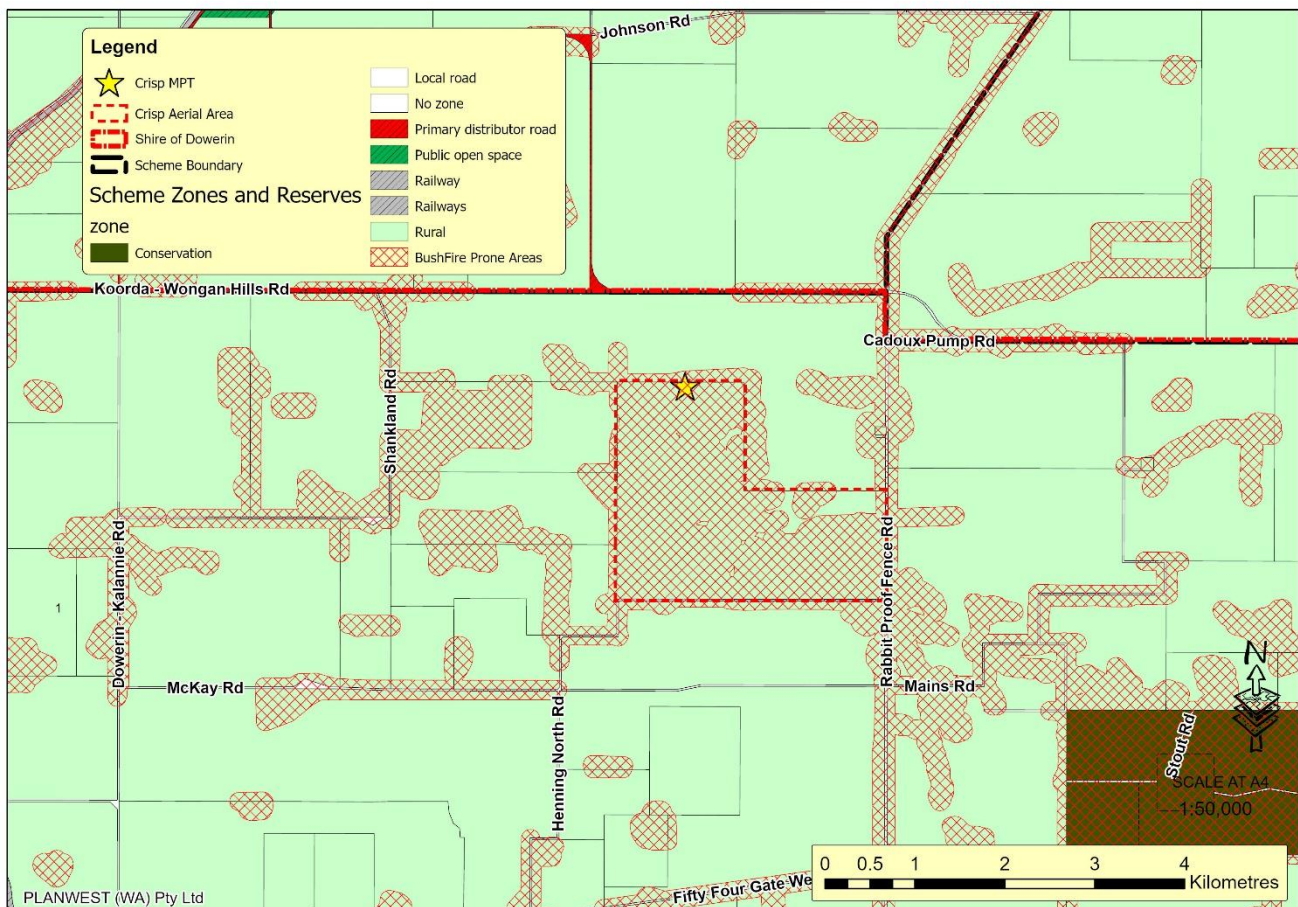 Johnson Rd
Legend
Crisp MPT
Crisp Aerial Area
Shire of Dowerin
Scheme Boundary
Scheme Zones and Reserves
zone
Conservation
Local road
No zone
Primary distributor road
Public open space
Railway
Railways
Rural
BushFire Prone Areas
Koorda - Wongan Hills Rd
Cadoux Pump Rd
Shankland Rd
Dowerin - Kalannie Rd
Rabbit Proof Fence Rd
1
McKay Rd
Mains Rd
Henning North Rd
N
Stout Rd
SCALE AT A4
1:50,000
0 0.5 1 2 3 4
Kilometres
Fifty Four Gate We
PLANWEST (WA) Pty Ltd